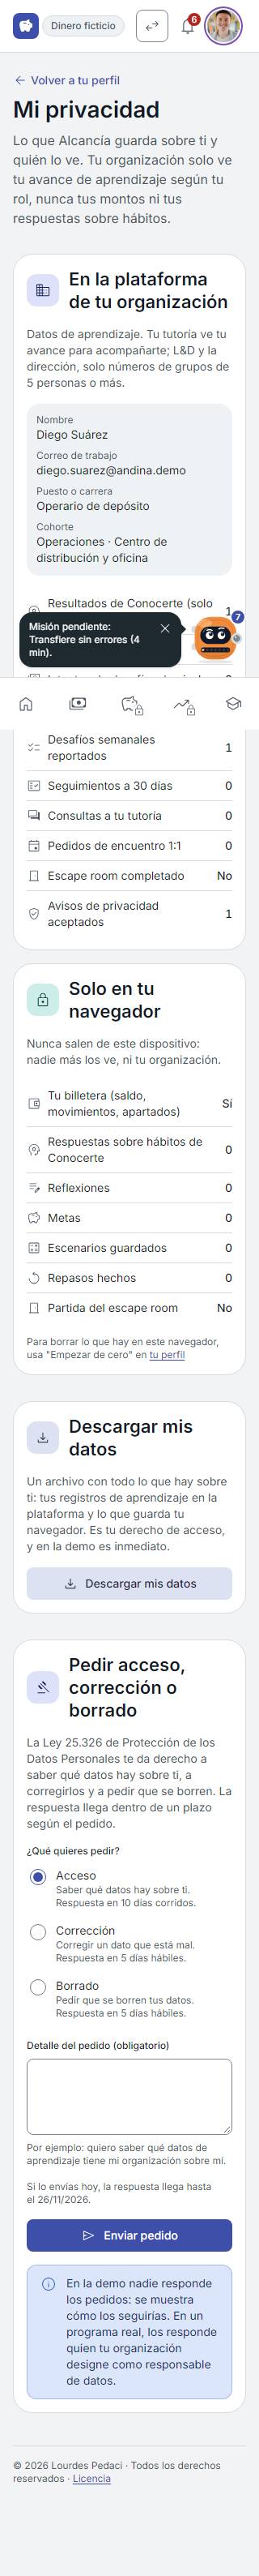 Dinero ficticio
6
Volver a tu perfil
Mi privacidad
Lo que Alcancía guarda sobre ti y
quién lo ve. Tu organización solo ve
tu avance de aprendizaje según tu
rol, nunca tus montos ni tus
respuestas sobre hábitos.
En la plataforma
de tu organización
Datos de aprendizaje. Tu tutoría ve tu
avance para acompañarte; L&D y la
dirección, solo números de grupos de
5 personas o más.
Nombre
Diego Suárez
Correo de trabajo
diego.suarez@andina.demo
Puesto o carrera
Operario de depósito
Cohorte
Operaciones · Centro de
distribución y oficina
Resultados de Conocerte (solo
1
Misión pendiente:
Transfiere sin errores (4
min).
7
Desafíos semanales
reportados
1
Seguimientos a 30 días
0
Consultas a tu tutoría
0
Pedidos de encuentro 1:1
0
Escape room completado
No
Avisos de privacidad
aceptados
1
Solo en tu
navegador
Nunca salen de este dispositivo:
nadie más los ve, ni tu organización.
Tu billetera (saldo,
movimientos, apartados)
Sí
Respuestas sobre hábitos de
Conocerte
0
Reflexiones
0
Metas
0
Escenarios guardados
0
Repasos hechos
0
Partida del escape room
No
Para borrar lo que hay en este navegador,
usa "Empezar de cero" en tu perfil
Descargar mis
datos
Un archivo con todo lo que hay sobre
ti: tus registros de aprendizaje en la
plataforma y lo que guarda tu
navegador. Es tu derecho de acceso,
y en la demo es inmediato.
Descargar mis datos
Pedir acceso,
corrección o
borrado
La Ley 25.326 de Protección de los
Datos Personales te da derecho a
saber qué datos hay sobre ti, a
corregirlos y a pedir que se borren. La
respuesta llega dentro de un plazo
según el pedido.
¿Qué quieres pedir?
Acceso
Saber qué datos hay sobre ti.
Respuesta en 10 días corridos.
Corrección
Corregir un dato que está mal.
Respuesta en 5 días hábiles.
Borrado
Pedir que se borren tus datos.
Respuesta en 5 días hábiles.
Detalle del pedido (obligatorio)
Por ejemplo: quiero saber qué datos de
aprendizaje tiene mi organización sobre mí.
Si lo envías hoy, la respuesta llega hasta
el 26/11/2026.
Enviar pedido
En la demo nadie responde
los pedidos: se muestra
cómo los seguirías. En un
programa real, los responde
quien tu organización
designe como responsable
de datos.
© 2026 Lourdes Pedaci · Todos los derechos
reservados · Licencia